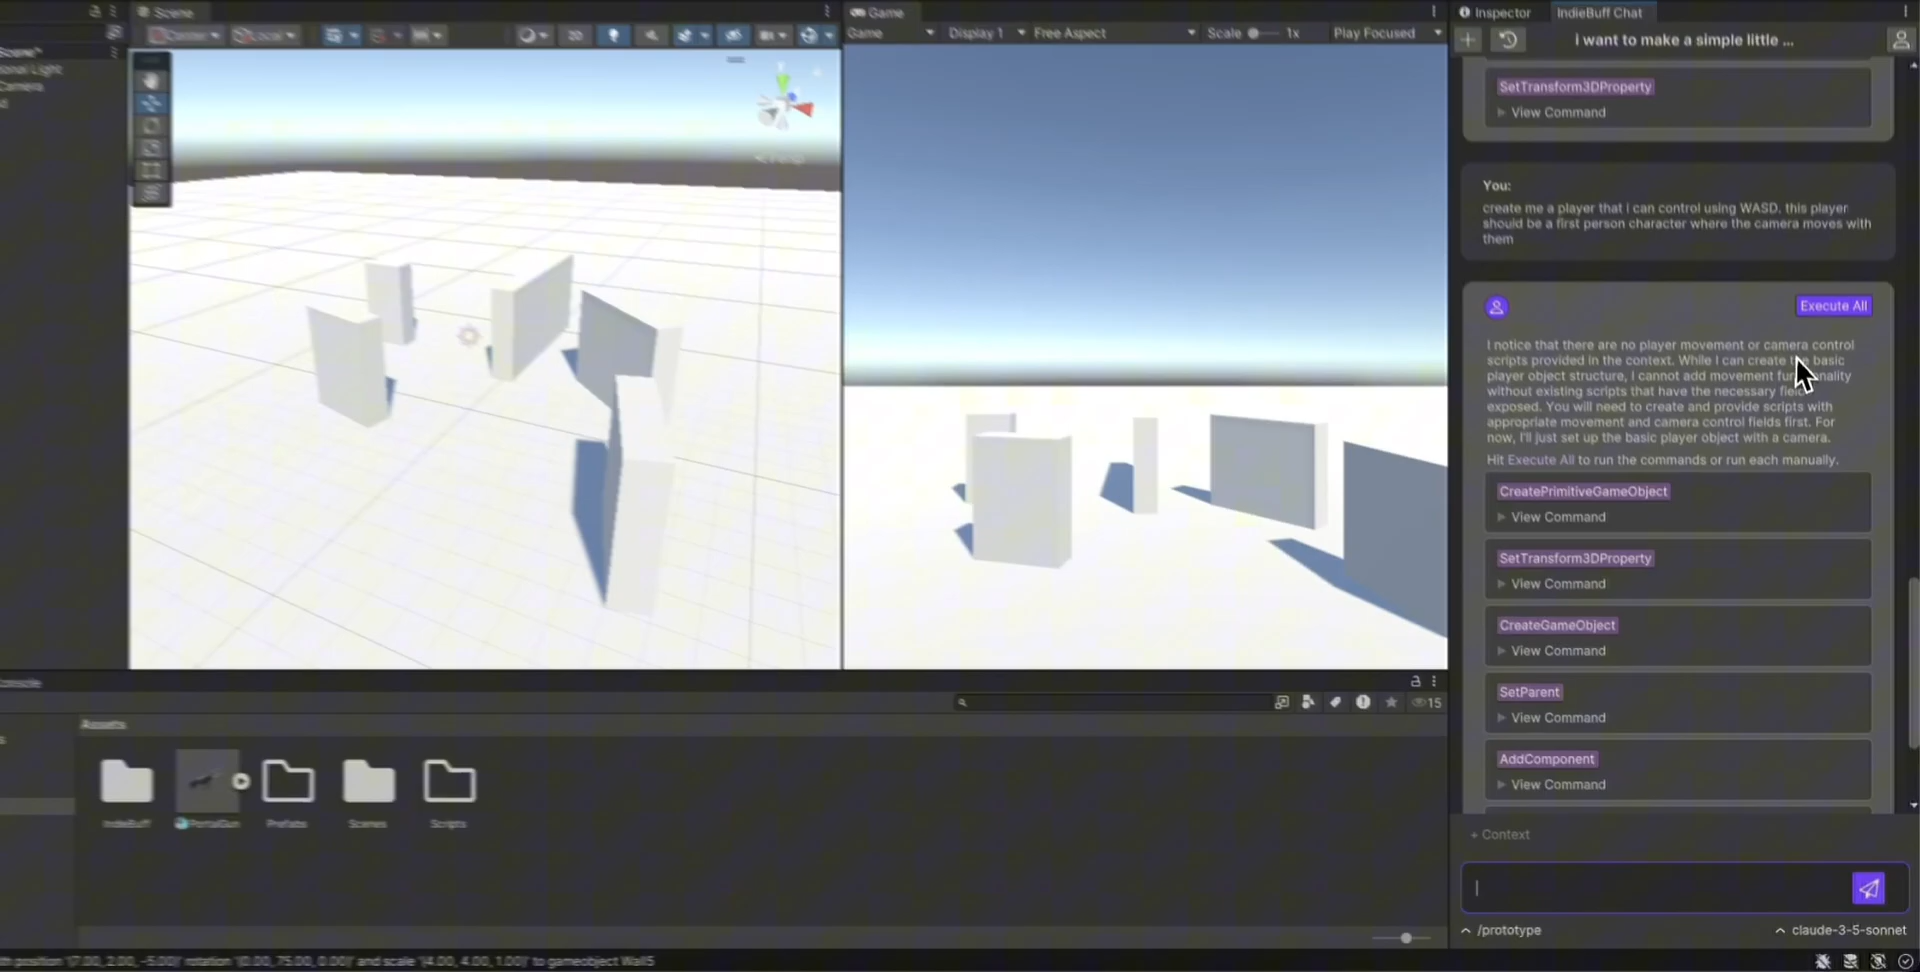 Scene
Game
Inspector
IndieBuff Chat
Center
Local
2D
Game
Display 1
Free Aspect
Scale
1x
Play Focused
i want to make a simple little ...
Camera
SetTransform3DProperty
View Command
You:
create me a player that i can control using WASD. this player
should be a first person character where the camera moves with
them
Execute All
I notice that there are no player movement or camera control
scripts provided in the context. While I can create the basic
player object structure, I cannot add movement
without existing scripts that have the necessary
exposed. You will need to create and provide scripts with
appropriate movement and camera control fields first. For
now, I'll just set up the basic player object with a camera.
Hit Execute All to run the commands or run each manually.
CreatePrimitiveGameObject
View Command
SetTransform3DProperty
View Command
CreateGameObject
View Command
SetParent
View Command
AddComponent
View Command
15
Assets
IndieBuff
PortalGun
Prefabs
Scenes
Scripts
+ Context
/prototype
claude-3-5-sonnet
position '(7.00, 2.00, -5.00)' rotation '(0.00, 75.00, 0.00)' and scale '(4.00, 4.00, 1.00)' to gameobject Wall5